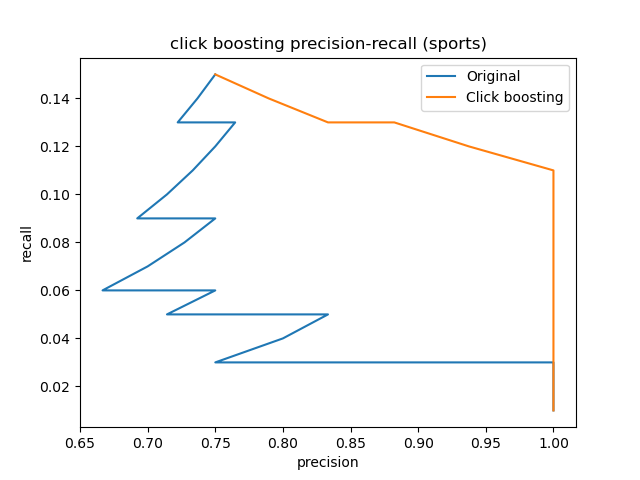 click boosting precision-recall (sports)
Original
Click boosting
0.14
0.12
0.10
0.08
0.06
0.04
0.02
recall
0.65 0.70 0.75 0.80 0.85 0.90 0.95 1.00
precision